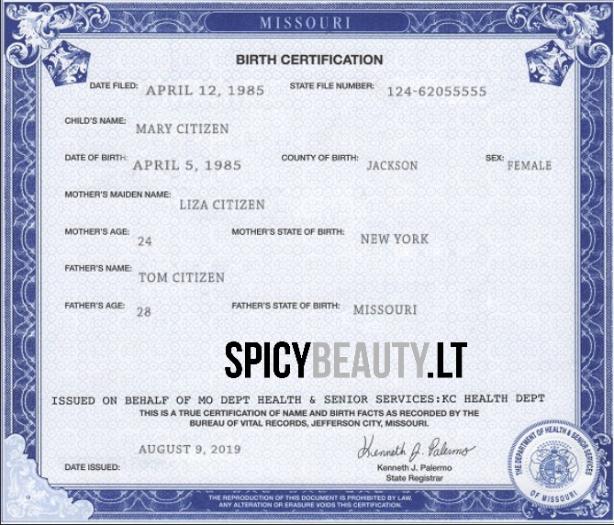 MISSOURI
BIRTH CERTIFICATION
DATE FILED: APRIL 12, 1985 STATE FILE NUMBER: 124-62055555
CHILD'S NAME: MARY CITIZEN
DATE OF BIRTH: APRIL 5, 1985 COUNTY OF BIRTH: JACKSON SEX: FEMALE
MOTHER'S MAIDEN NAME: LIZA CITIZEN
MOTHER'S AGE: 24 MOTHER'S STATE OF BIRTH: NEW YORK
FATHER'S NAME: TOM CITIZEN
FATHER'S AGE: 28 FATHER'S STATE OF BIRTH: MISSOURI
SPICYBEAUTY.LT
ISSUED ON BEHALF OF MO DEPT HEALTH & SENIOR SERVICES:KC HEALTH DEPT
THIS IS A TRUE CERTIFICATION OF NAME AND BIRTH FACTS AS RECORDED BY THE
BUREAU OF VITAL RECORDS, JEFFERSON CITY, MISSOURI.
DATE ISSUED: AUGUST 9, 2019
Kenneth J. Palermo
Kenneth J. Palermo
State Registrar
THE DEPARTMENT OF HEALTH & SENIOR SERVICES
OF MISSOURI
THE REPRODUCTION OF THIS DOCUMENT IS PROHIBITED BY LAW.
ANY ALTERATION OR ERASURE VOIDS THIS CERTIFICATION.